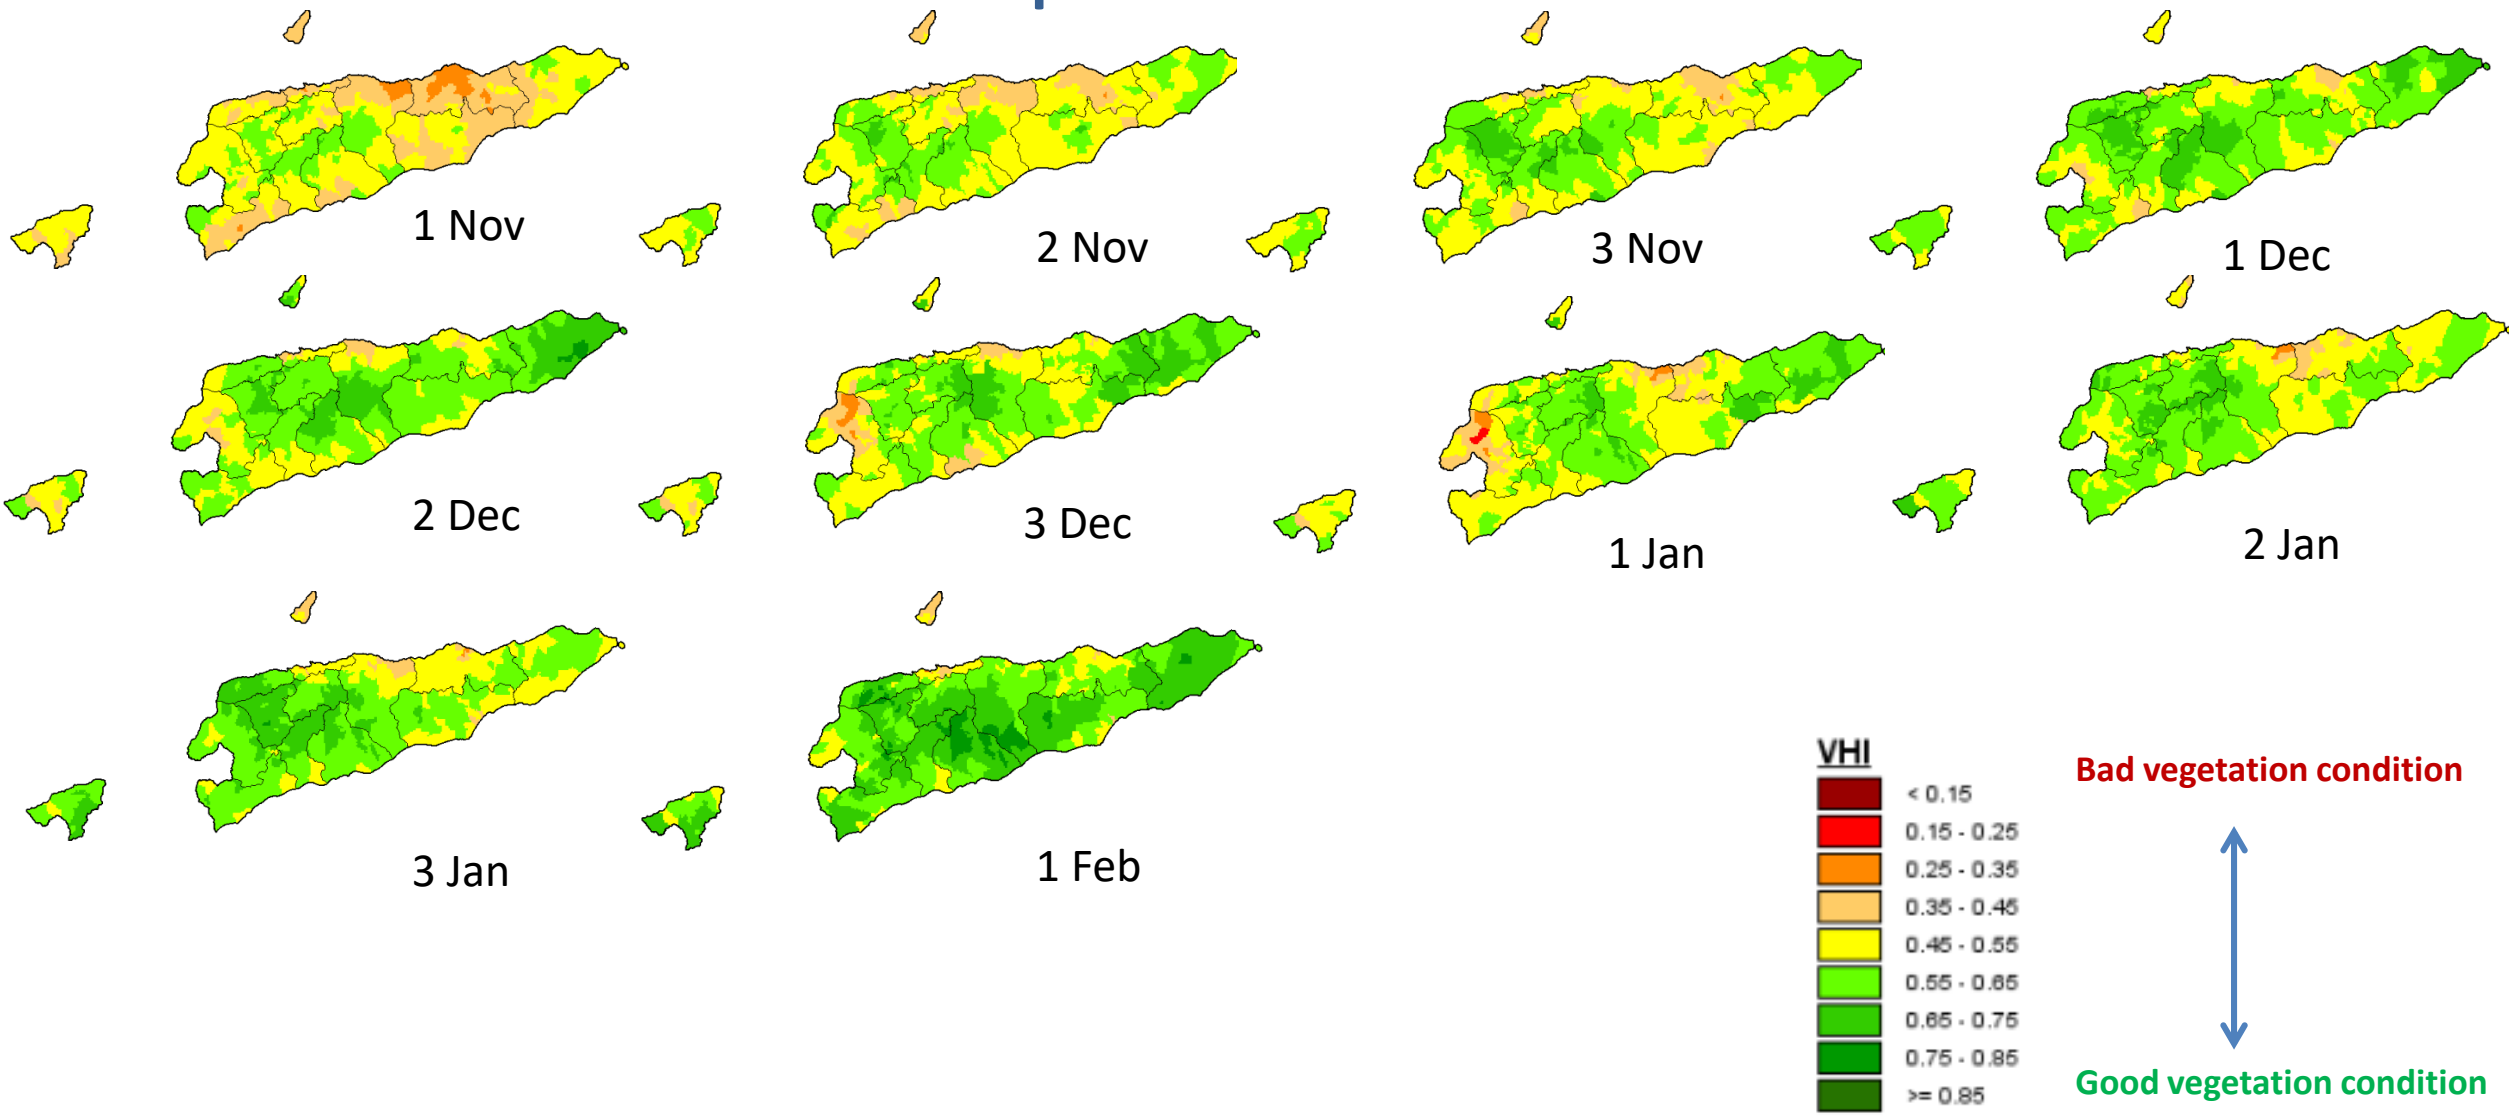 1 Nov
2 Nov
3 Nov
1 Dec
2 Dec
3 Dec
1 Jan
2 Jan
3 Jan
1 Feb
VHI
< 0.15
0.15 - 0.25
0.25 - 0.35
0.35 - 0.45
0.45 - 0.55
0.55 - 0.65
0.65 - 0.75
0.75 - 0.85
>= 0.85
Bad vegetation condition
Good vegetation condition